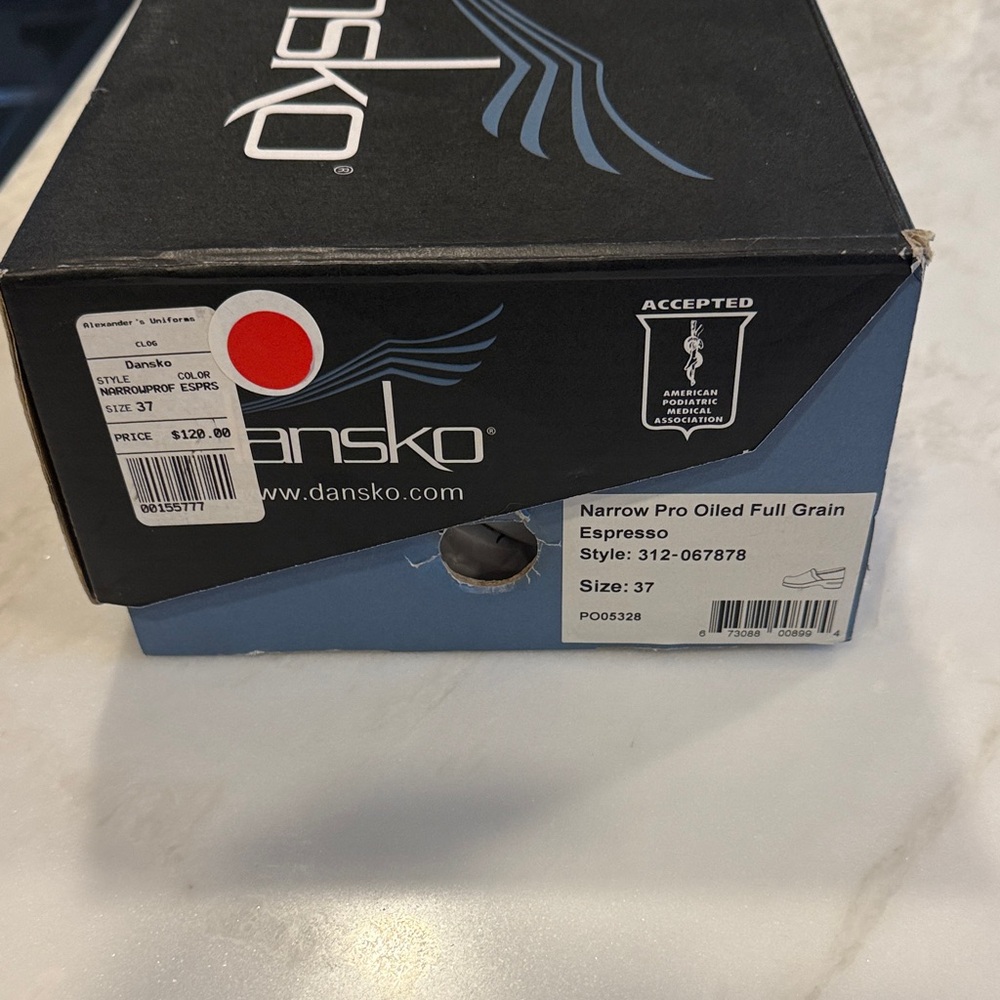 nsko®
Alexander's Uniforms
CLOG
Dansko
STYLE COLOR
NARROWPROF ESPRS
SIZE 37
PRICE $120.00
00155777
ansko®
ww.dansko.com
ACCEPTED
AMERICAN
PODIATRIC
MEDICAL
ASSOCIATION
Narrow Pro Oiled Full Grain
Espresso
Style: 312-067878
Size: 37
PO05328
6 73088 00899 4